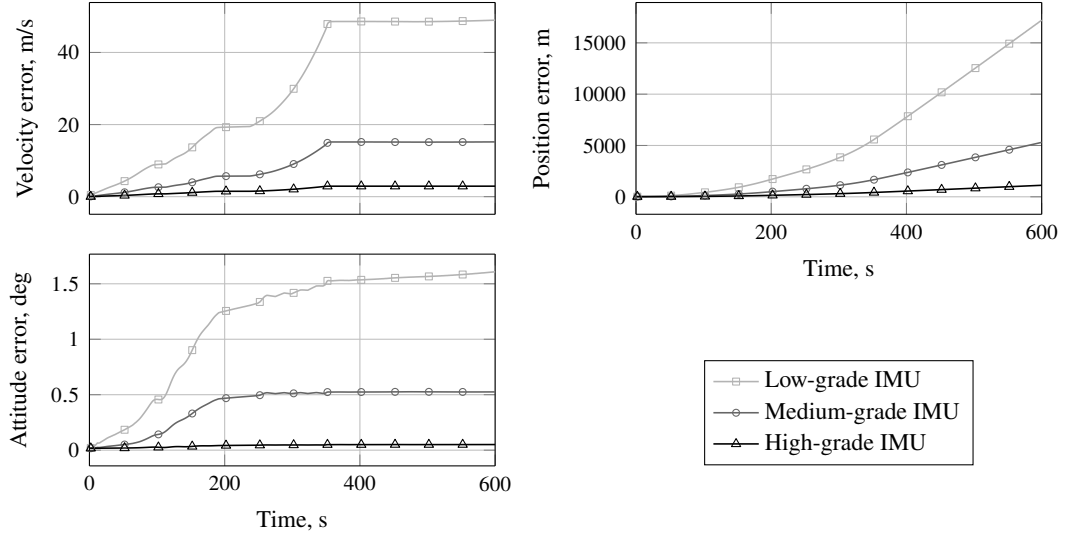 Velocity error, m/s
40
20
0
Position error, m
15000
10000
5000
0
0 200 400 600
Time, s
Attitude error, deg
1.5
1
0.5
0
0 200 400 600
Time, s
Low-grade IMU
Medium-grade IMU
High-grade IMU